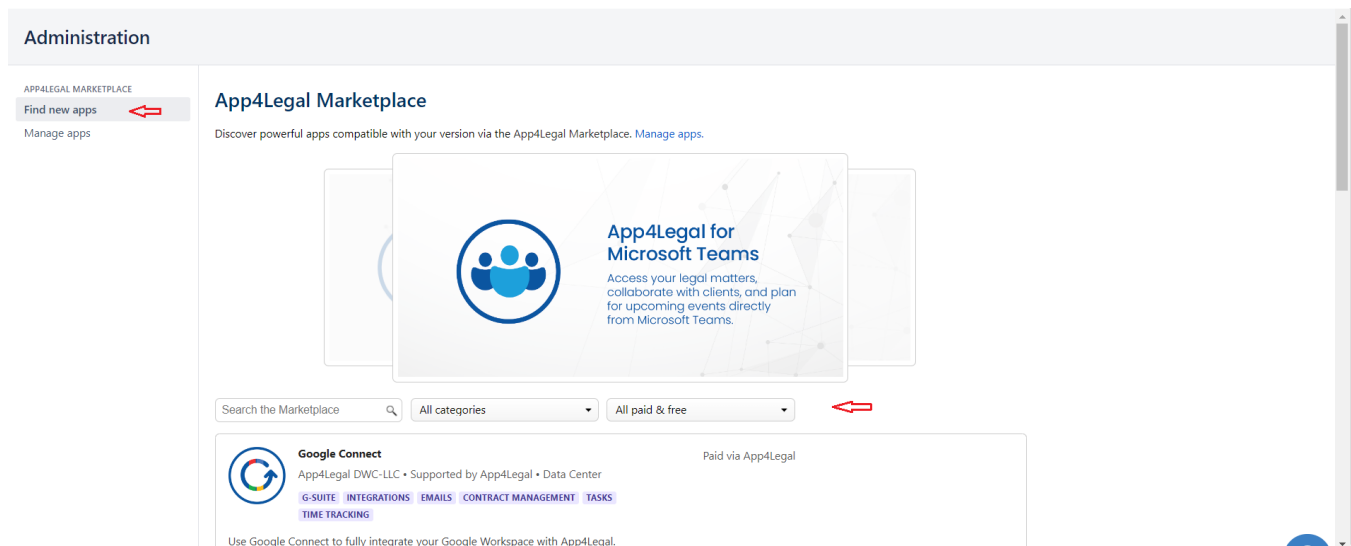 Administration
APP4LEGAL MARKETPLACE
Find new apps
Manage apps
App4Legal Marketplace
Discover powerful apps compatible with your version via the App4Legal Marketplace. Manage apps.
App4Legal for
Microsoft Teams
Access your legal matters,
collaborate with clients, and plan
for upcoming events directly
from Microsoft Teams.
Search the Marketplace
All categories
All paid & free
Google Connect
Paid via App4Legal
App4Legal DWC-LLC • Supported by App4Legal • Data Center
G-SUITE INTEGRATIONS EMAILS CONTRACT MANAGEMENT TASKS
TIME TRACKING
Use Google Connect to fully integrate your Google Workspace with App4Legal.